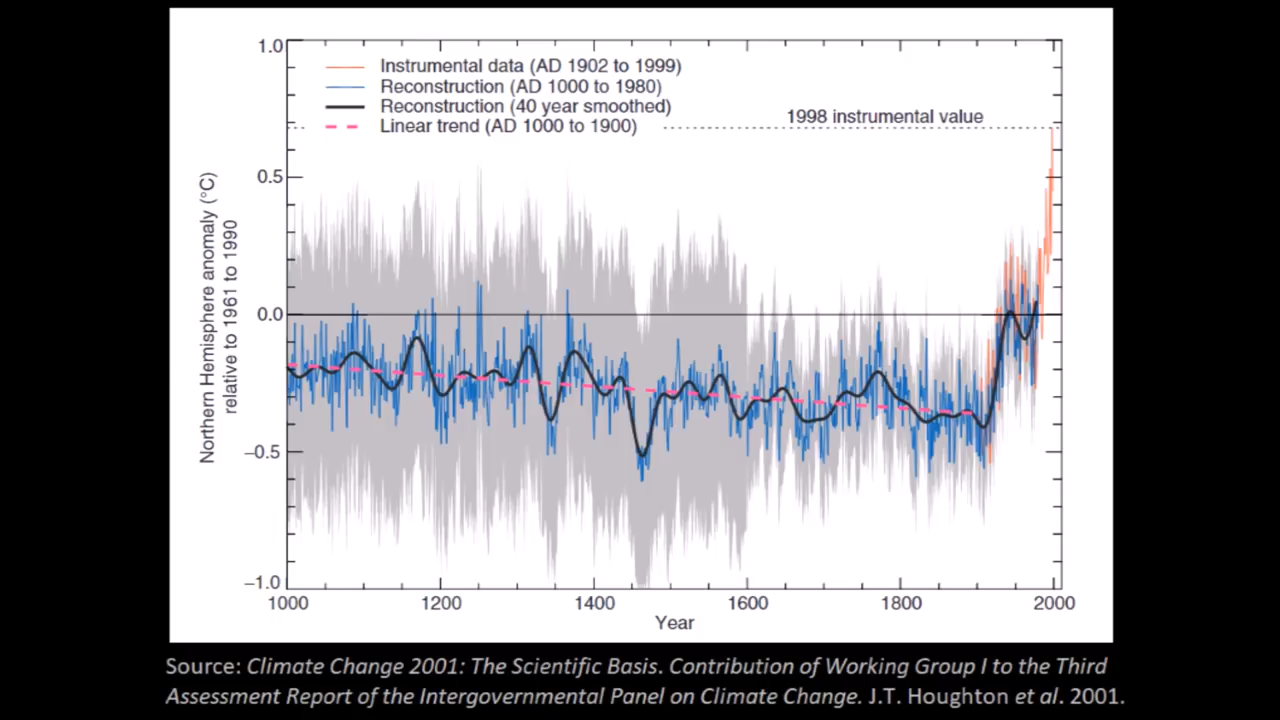 1.0
0.5
0.0
−0.5
−1.0
Instrumental data (AD 1902 to 1999)
Reconstruction (AD 1000 to 1980)
Reconstruction (40 year smoothed)
Linear trend (AD 1000 to 1900)
1998 instrumental value
Northern Hemisphere anomaly (°C)
relative to 1961 to 1990
1000 1200 1400 1600 1800 2000
Year
Source: Climate Change 2001: The Scientific Basis. Contribution of Working Group I to the Third
Assessment Report of the Intergovernmental Panel on Climate Change. J.T. Houghton et al. 2001.